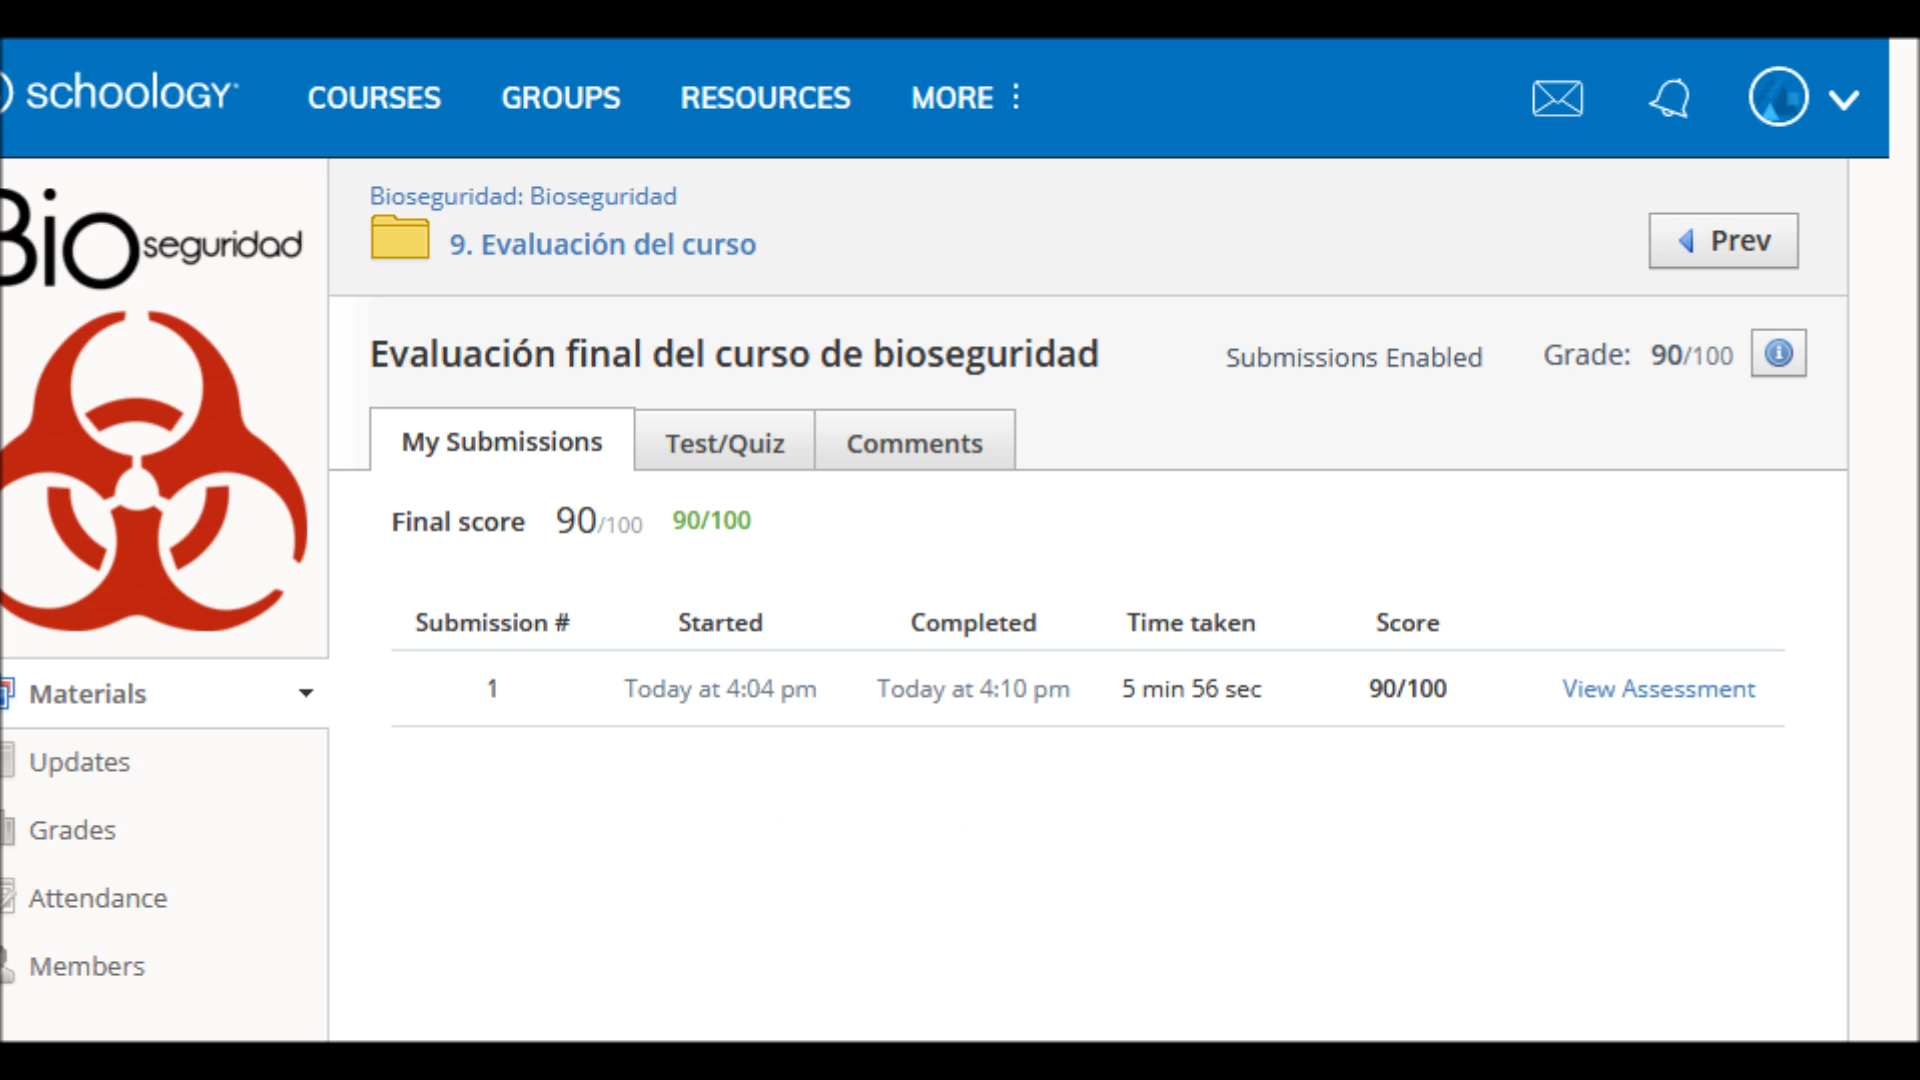 schoology
COURSES
GROUPS
RESOURCES
MORE
Bio seguridad
Bioseguridad: Bioseguridad
9. Evaluación del curso
Prev
Evaluación final del curso de bioseguridad
Submissions Enabled
Grade: 90/100
My Submissions
Test/Quiz
Comments
Final score 90/100 90/100
Submission # Started Completed Time taken Score
1 Today at 4:04 pm Today at 4:10 pm 5 min 56 sec 90/100 View Assessment
Materials
Updates
Grades
Attendance
Members